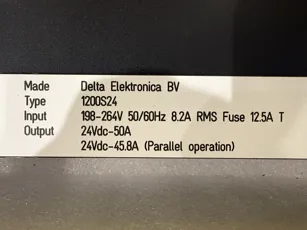 Made Delta Elektronica BV
Type 1200S24
Input 198-264V 50/60Hz 8.2A RMS Fuse 12.5A T
Output 24Vdc-50A
24Vdc-45.8A (Parallel operation)